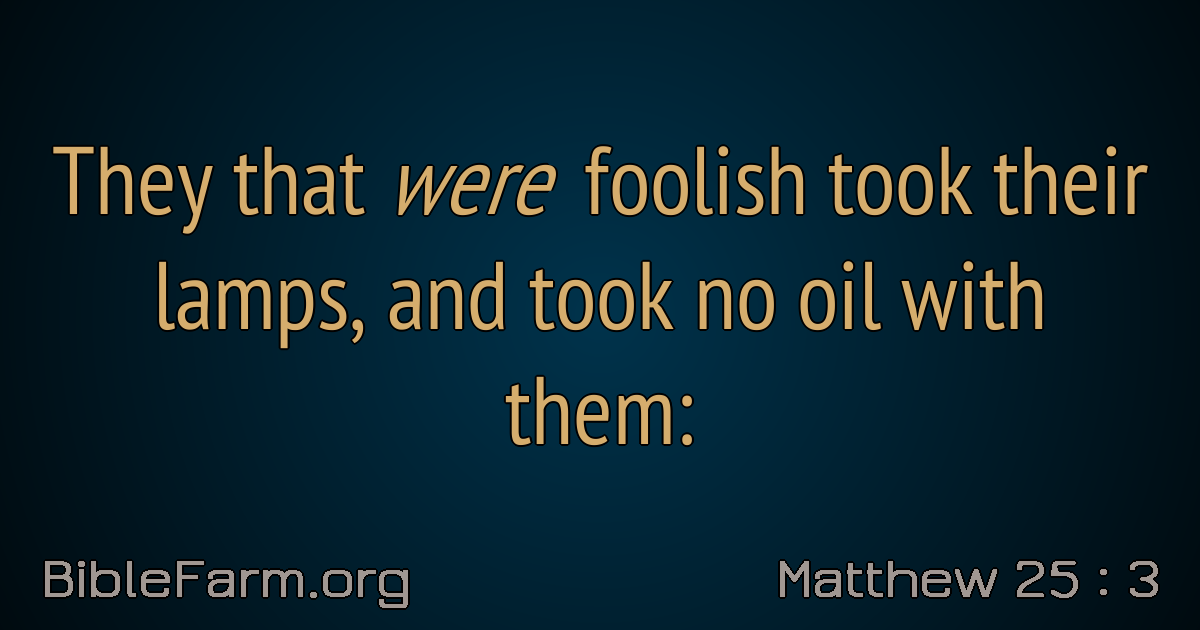 They that were foolish took their
lamps, and took no oil with
them:
BibleFarm.org
Matthew 25 : 3